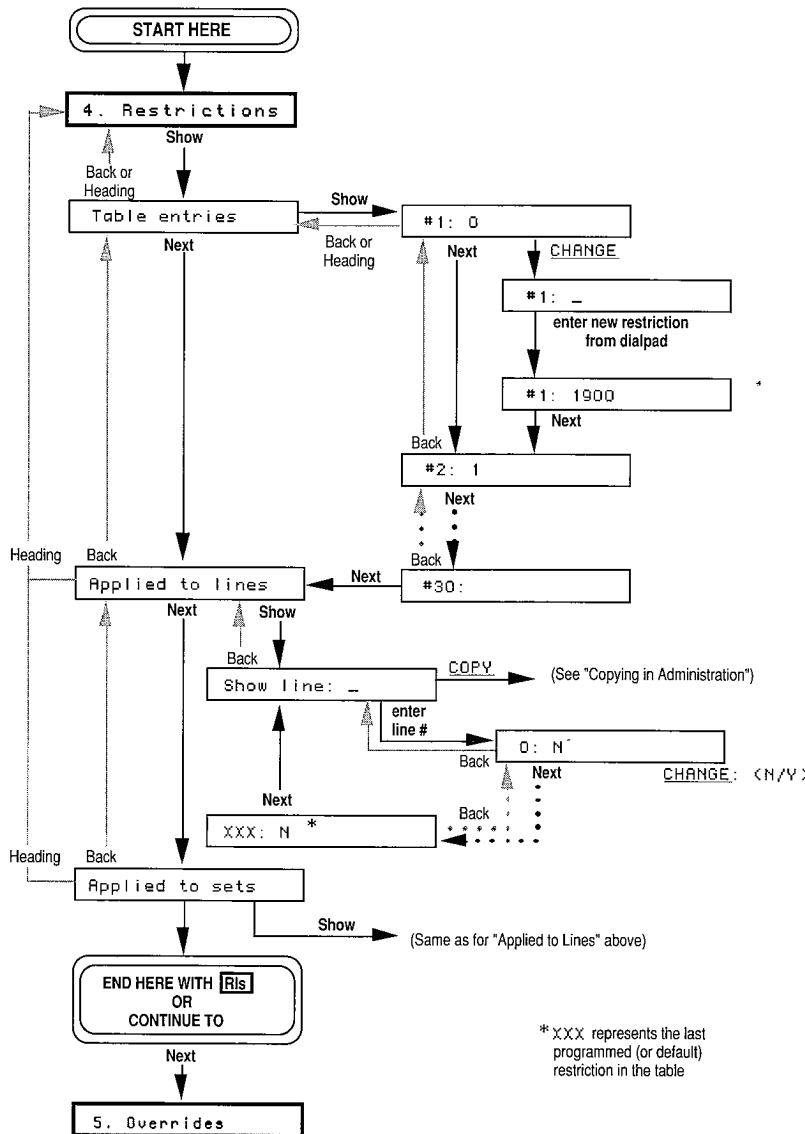 START HERE
4. Restrictions
Show
Back or
Heading
Table entries
Show
Back or
Heading
Next
#1: 0
Next
CHANGE
#1: _
enter new restriction
from dialpad
#1: 1900
Next
Back
#2: 1
Next
Back
#30:
Next
Heading
Back
Applied to lines
Next
Show
Back
Show line: _
COPY
(See "Copying in Administration")
enter
line #
Back
0: N
Next
CHANGE: <N/Y>
Back
Next
XXX: N *
Heading
Back
Applied to sets
Show
(Same as for "Applied to Lines" above)
END HERE WITH Rls
OR
CONTINUE TO
Next
5. Overrides
* XXX represents the last
programmed (or default)
restriction in the table